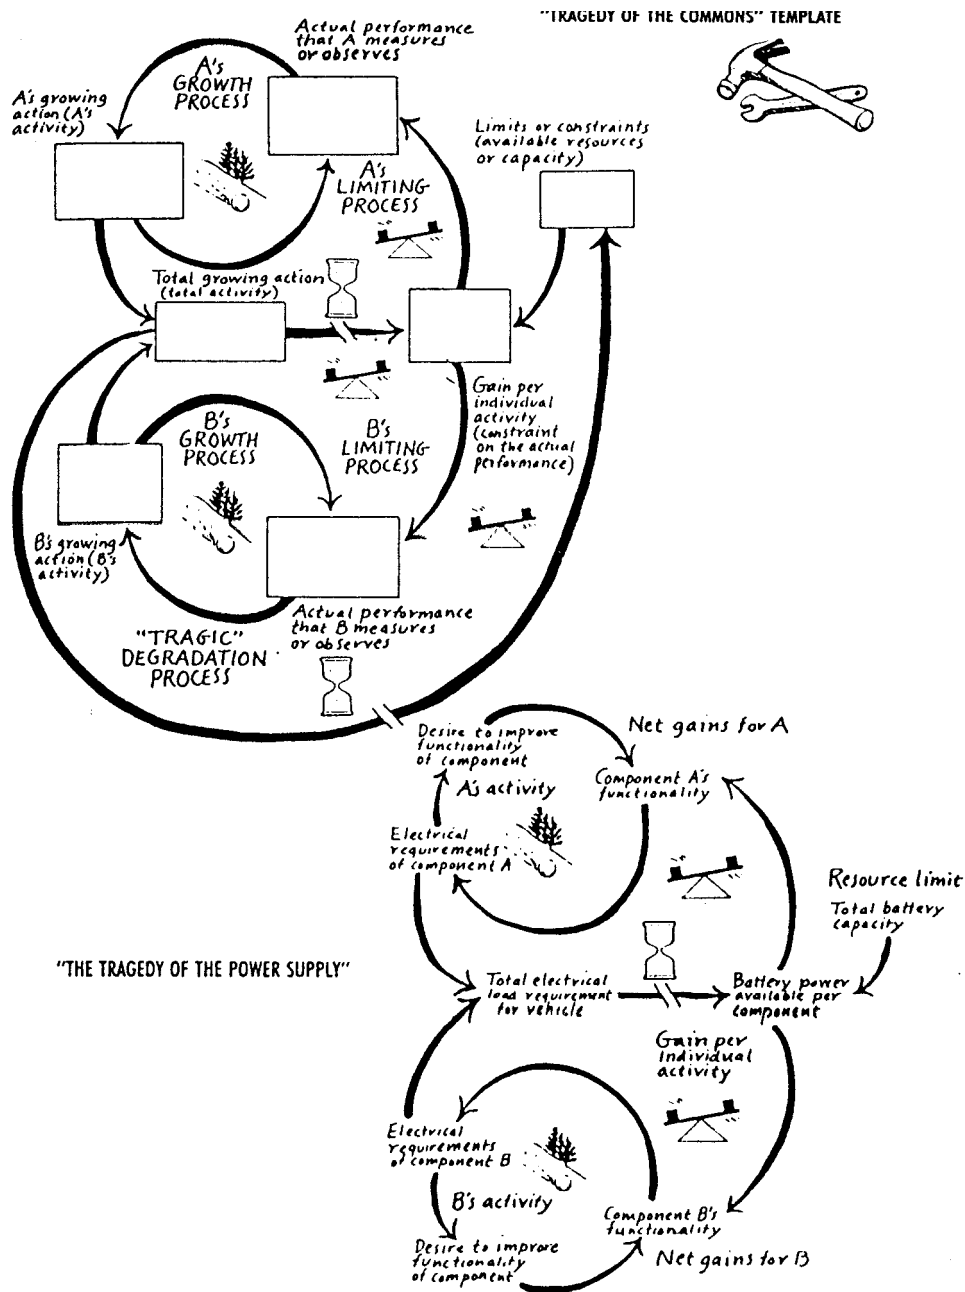 "TRAGEDY OF THE COMMONS" TEMPLATE
Actual performance
that A measures
or observes
A's
GROWTH
PROCESS
A's growing
action (A's
activity)
Limits or constraints
(available resources
or capacity)
A's
LIMITING
PROCESS
Total growing action
(total activity)
Gain per
individual
activity
(constraint
on the actual
performance)
B's
GROWTH
PROCESS
B's
LIMITING
PROCESS
B's growing
action (B's
activity)
Actual performance
that B measures
or observes
"TRAGIC"
DEGRADATION
PROCESS
Desire to improve
functionality
of component
Net gains for A
A's activity
Component A's
functionality
Electrical
requirements
of component A
Resource limit
Total battery
capacity
"THE TRAGEDY OF THE POWER SUPPLY"
Total electrical
load requirement
for vehicle
Battery power
available per
component
Gain per
individual
activity
Electrical
requirements
of component B
B's activity
Component B's
functionality
Desire to improve
functionality
of component
Net gains for B